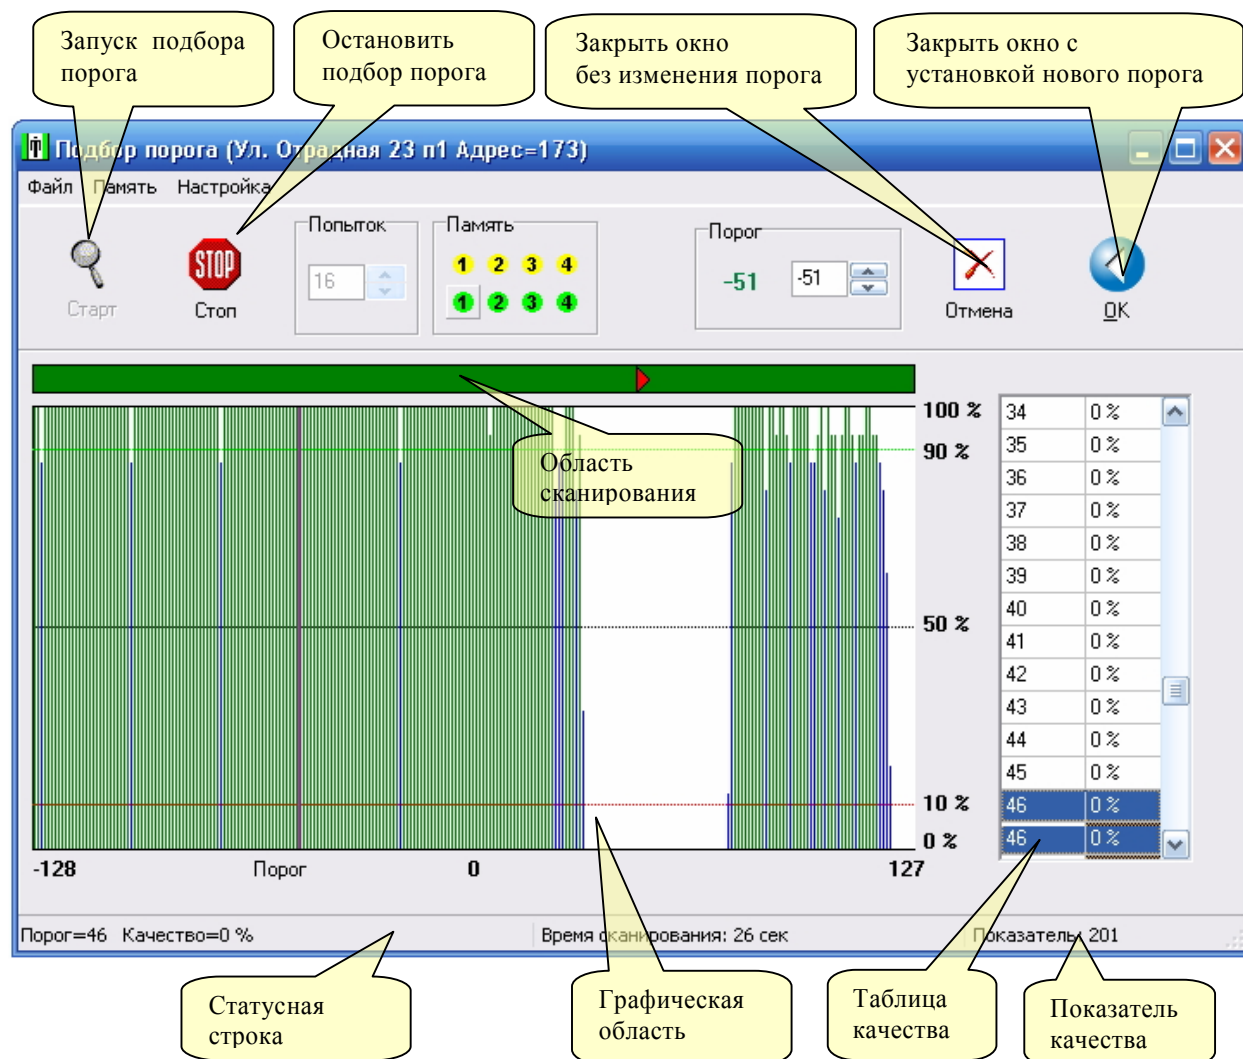 Запуск подбора
порога
Остановить
подбор порога
Закрыть окно
без изменения порога
Закрыть окно с
установкой нового порога
Подбор порога (Ул. Отрадная 23 п1 Адрес=173)
Файл Память Настройка
Старт
STOP
Стоп
Попыток
16
Память
1 2 3 4
1 2 3 4
Порог
-51
-51
Отмена
OK
Область
сканирования
100 %
90 %
50 %
10 %
0 %
-128
Порог
0
127
34 0 %
35 0 %
36 0 %
37 0 %
38 0 %
39 0 %
40 0 %
41 0 %
42 0 %
43 0 %
44 0 %
45 0 %
46 0 %
46 0 %
Порог=46 Качество=0 %
Время сканирования: 26 сек
Показатель: 201
Статусная
строка
Графическая
область
Таблица
качества
Показатель
качества